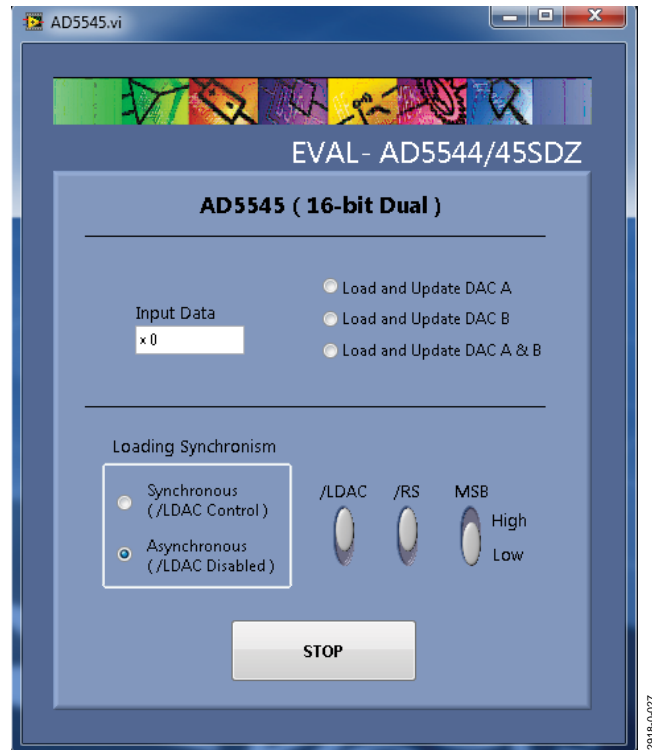 AD5545.vi
EVAL- AD5544/45SDZ
AD5545 ( 16-bit Dual )
Input Data
x 0
Load and Update DAC A
Load and Update DAC B
Load and Update DAC A & B
Loading Synchronism
Synchronous
( /LDAC Control )
Asynchronous
( /LDAC Disabled )
/LDAC
/RS
MSB
High
Low
STOP